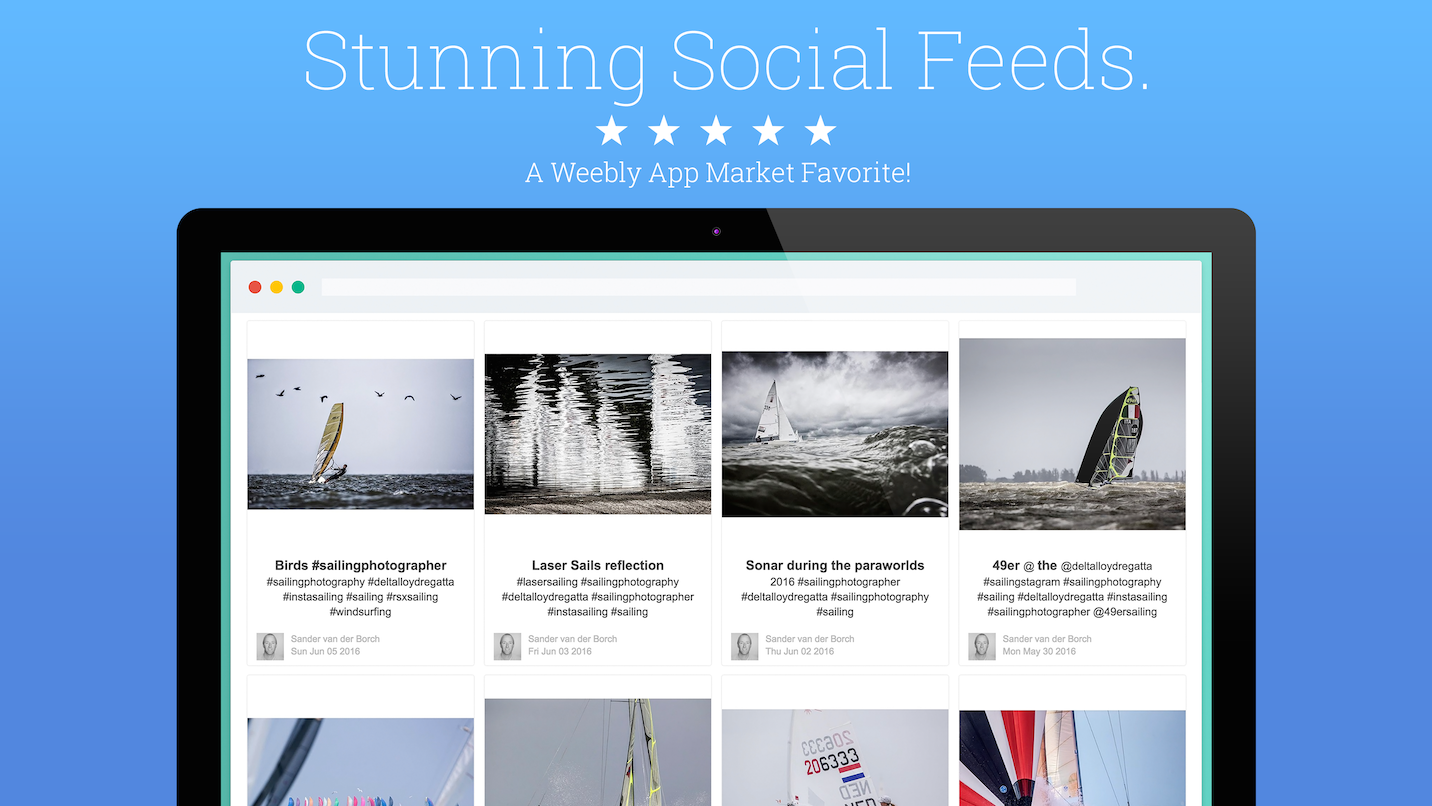 Stunning Social Feeds.
A Weebly App Market Favorite!
Birds #sailingphotographer
#sailingphotography #deltalloydregatta
#instasailing #sailing #rsxsailing
#windsurfing
Sander van der Borch
Sun Jun 05 2016
Laser Sails reflection
#lasersailing #sailingphotography
#deltalloydregatta #sailingphotographer
#instasailing #sailing
Sander van der Borch
Fri Jun 03 2016
Sonar during the paraworlds
2016 #sailingphotographer
#deltalloydregatta #sailingphotography
#sailing
Sander van der Borch
Thu Jun 02 2016
49er @ the @deltalloydregatta
#sailingstagram #sailingphotography
#sailing #deltalloydregatta #instasailing
#sailingphotographer @49ersailing
Sander van der Borch
Mon May 30 2016
206333
NED